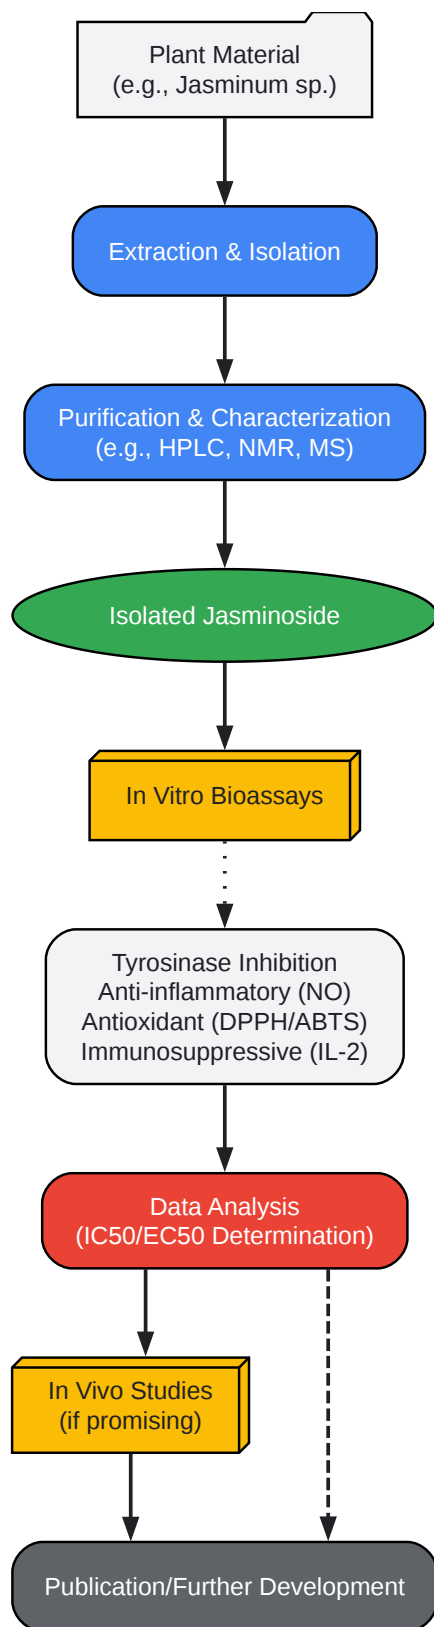 Plant Material
(e.g., Jasminum sp.)
Extraction & Isolation
Purification & Characterization
(e.g., HPLC, NMR, MS)
Isolated Jasminoside
In Vitro Bioassays
Tyrosinase Inhibition
Anti-inflammatory (NO)
Antioxidant (DPPH/ABTS)
Immunosuppressive (IL-2)
Data Analysis
(IC50/EC50 Determination)
In Vivo Studies
(if promising)
Publication/Further Development